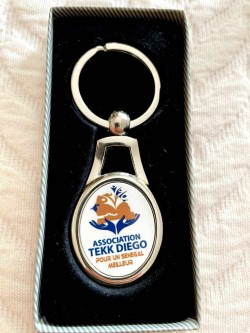 ASSOCIATION
TEKK DIEGO
POUR UN SENEGAL
MEILLEUR